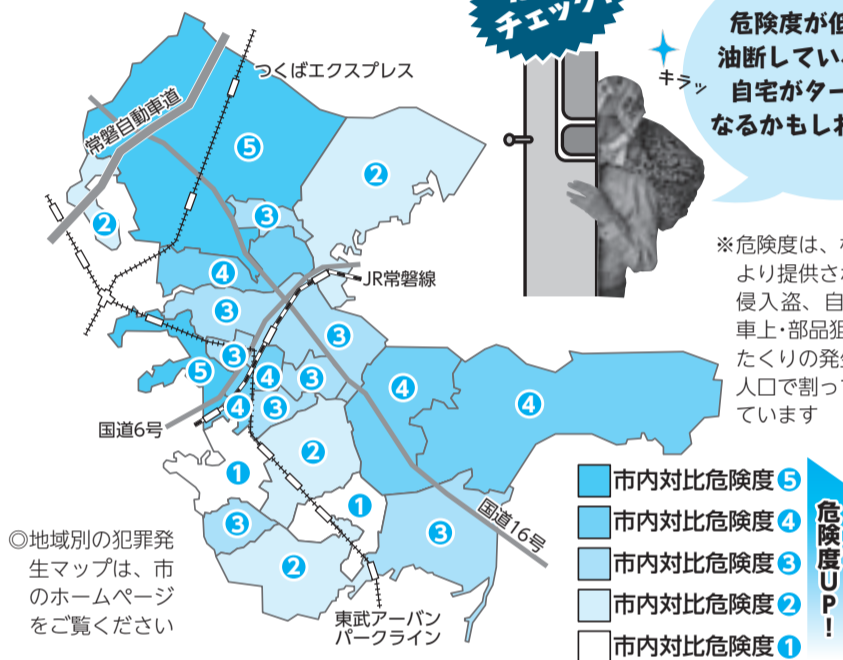 チェック!
危険度が低
油断してい
自宅がター
なるかもしれ
キラッ
つくばエクスプレス
常磐自動車道
5
2
2
3
4
JR常磐線
3
3
3
5
4
3
4
4
4
3
国道6号
2
1
1
3
国道16号
3
2
東武アーバン
パークライン
※危険度は、
より提供され
侵入盗、自
車上・部品狙
たくりの発生
人口で割って
ています
◎地域別の犯罪発
生マップは、市
のホームページ
をご覧ください
市内対比危険度5
市内対比危険度4
市内対比危険度3
市内対比危険度2
市内対比危険度1
危険度UP!